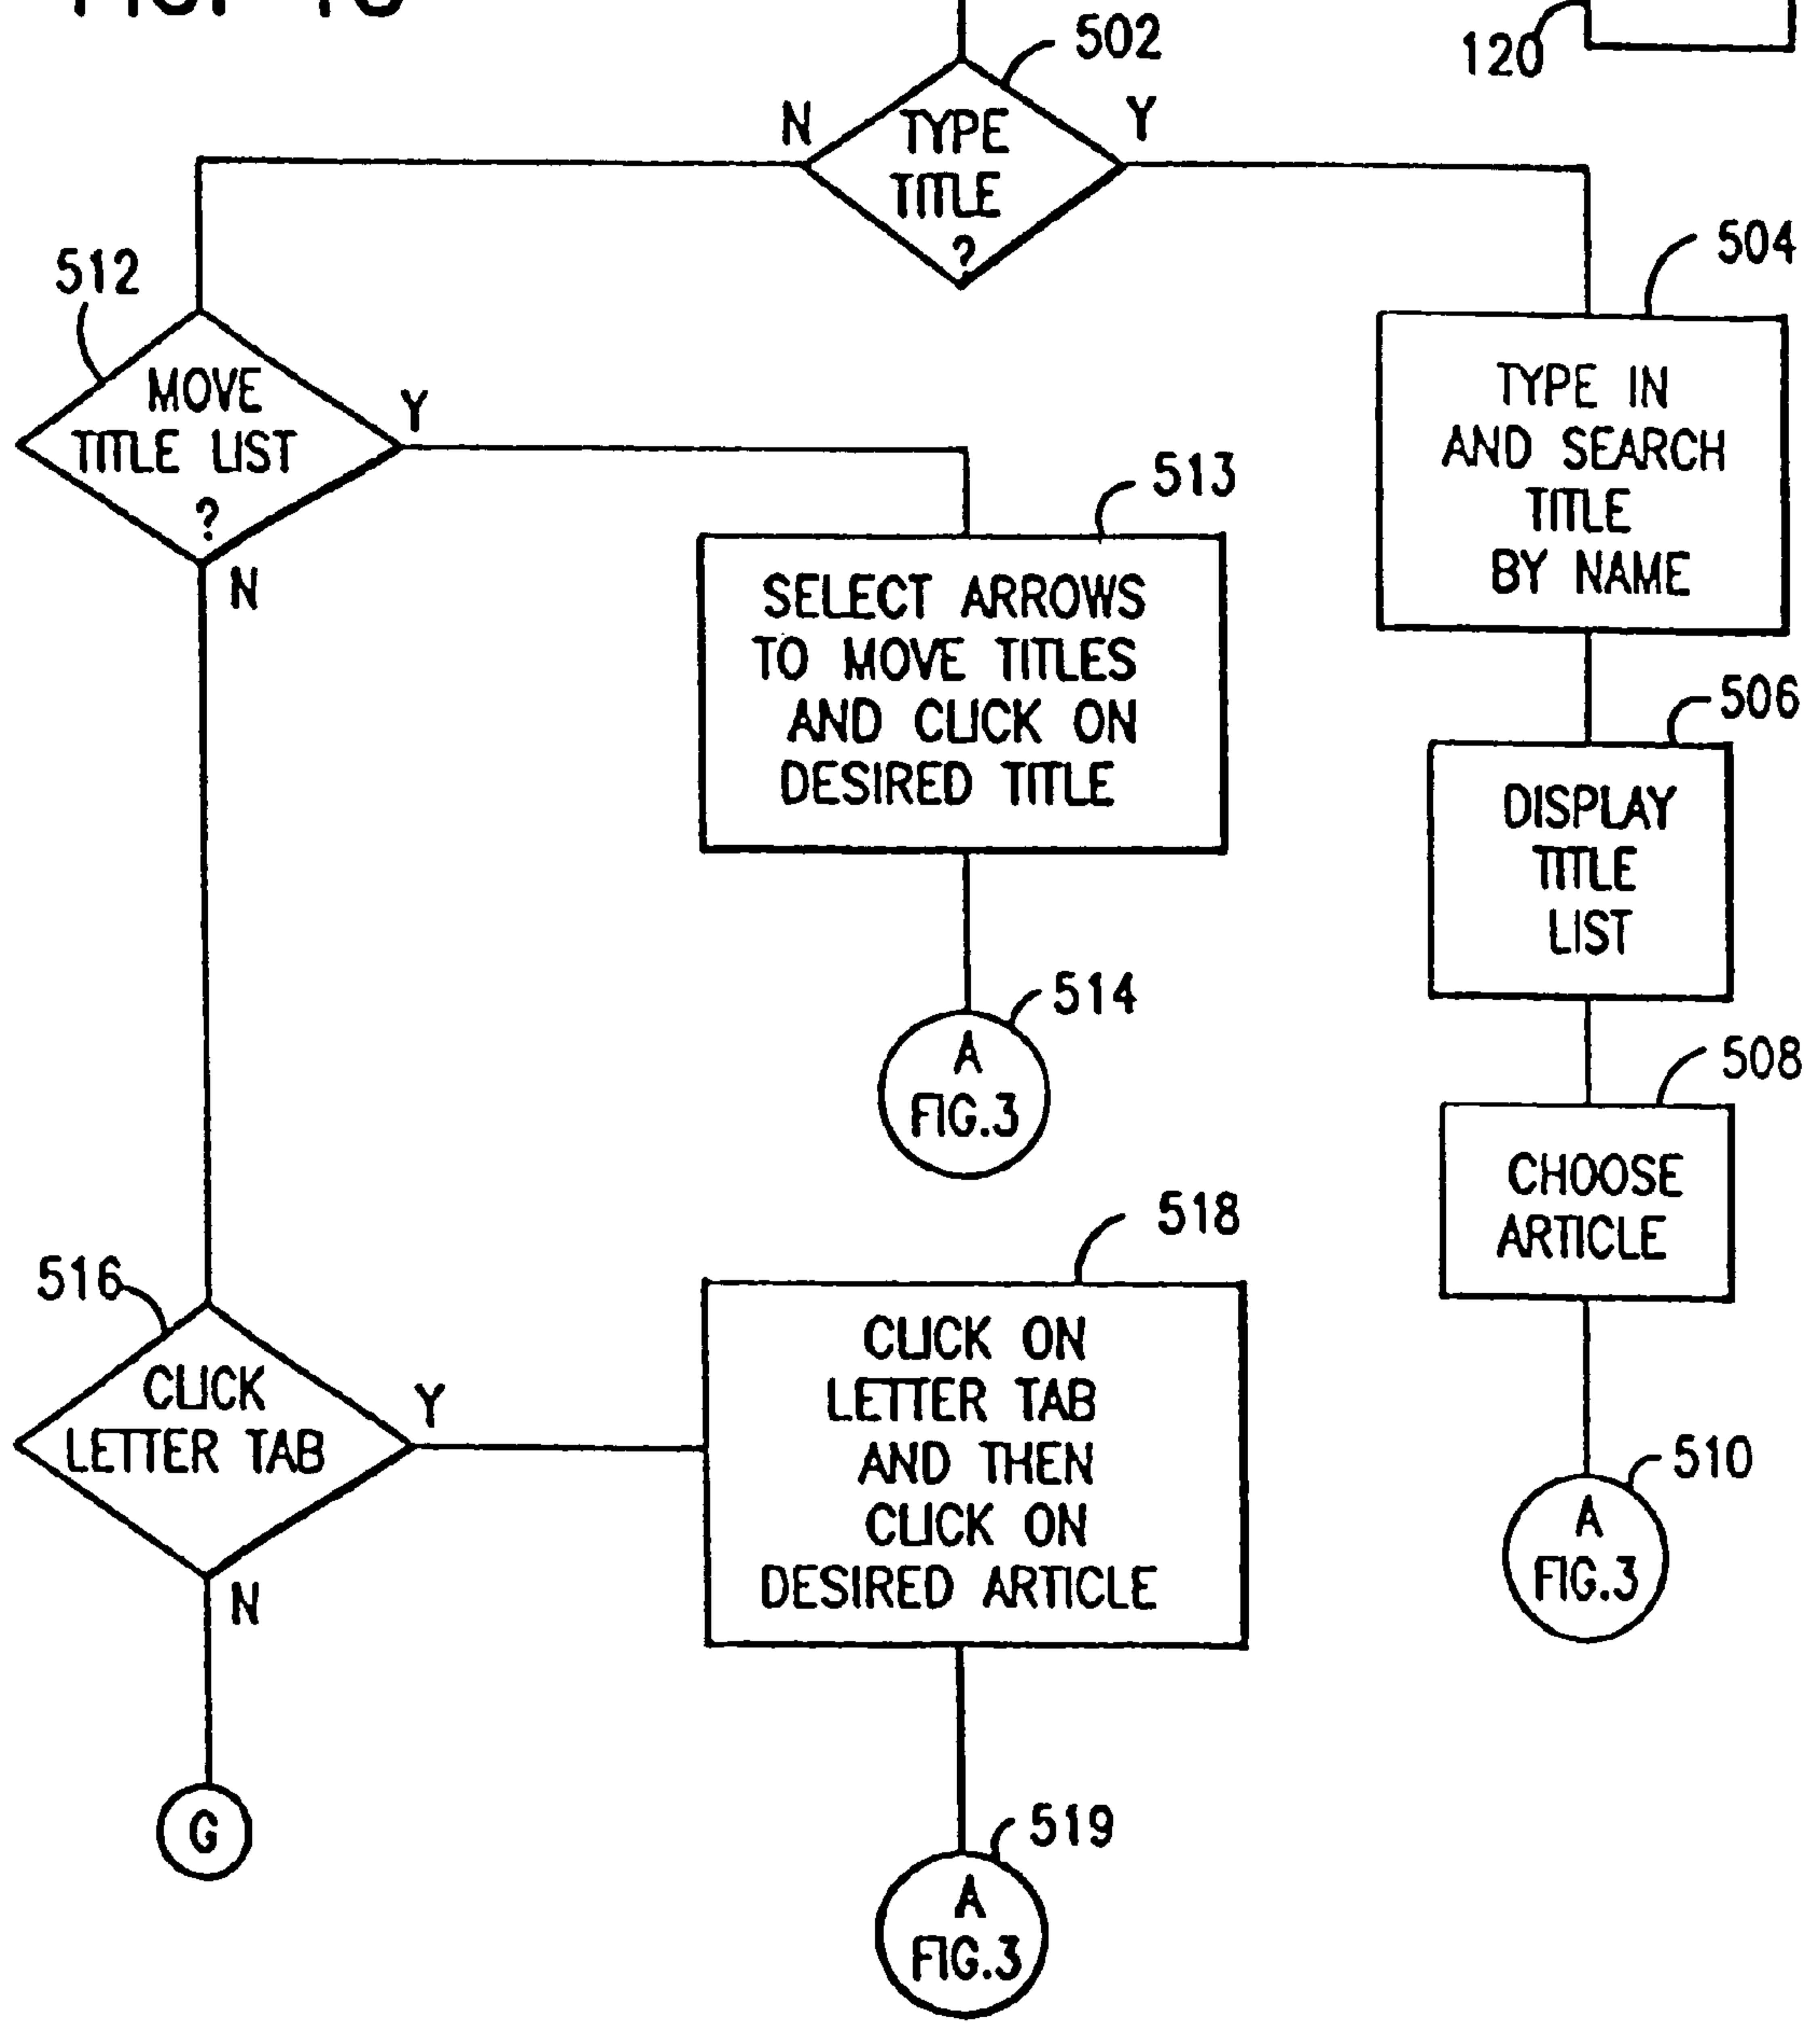 502
120
N
TYPE
TITLE
?
Y
512
MOVE
TITLE LIST
?
Y
N
504
TYPE IN
AND SEARCH
TITLE
BY NAME
513
SELECT ARROWS
TO MOVE TITLES
AND CLICK ON
DESIRED TITLE
506
DISPLAY
TITLE
LIST
514
A
FIG.3
508
CHOOSE
ARTICLE
516
CLICK
LETTER TAB
Y
N
518
CLICK ON
LETTER TAB
AND THEN
CLICK ON
DESIRED ARTICLE
510
A
FIG.3
G
519
A
FIG.3